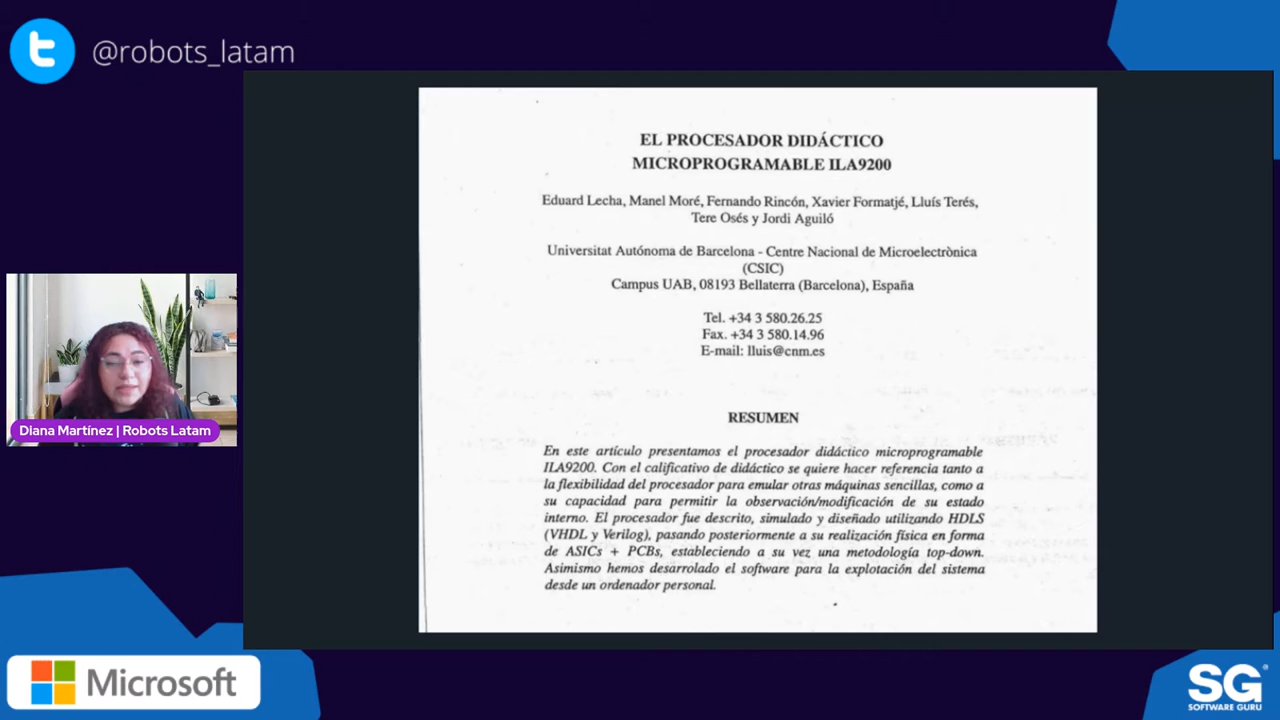 @robots_latam
EL PROCESADOR DIDÁCTICO
MICROPROGRAMABLE ILA9200
Eduard Lecha, Manel Moré, Fernando Rincón, Xavier Formatjé, Lluís Terés,
Tere Osés y Jordi Aguiló
Universitat Autónoma de Barcelona - Centre Nacional de Microelectrònica
(CSIC)
Campus UAB, 08193 Bellaterra (Barcelona), España
Tel. +34 3 580.26.25
Fax. +34 3 580.14.96
E-mail: lluis@cnm.es
RESUMEN
En este artículo presentamos el procesador didáctico microprogramable
ILA9200. Con el calificativo de didáctico se quiere hacer referencia tanto a
la flexibilidad del procesador para emular otras máquinas sencillas, como a
su capacidad para permitir la observación/modificación de su estado
interno. El procesador fue descrito, simulado y diseñado utilizando HDLS
(VHDL y Verilog), pasando posteriormente a su realización física en forma
de ASICs + PCBs, estableciendo a su vez una metodología top-down.
Asimismo hemos desarrolado el software para la explotación del sistema
desde un ordenador personal.
Diana Martínez | Robots Latam
Microsoft
SG
SOFTWARE GURU